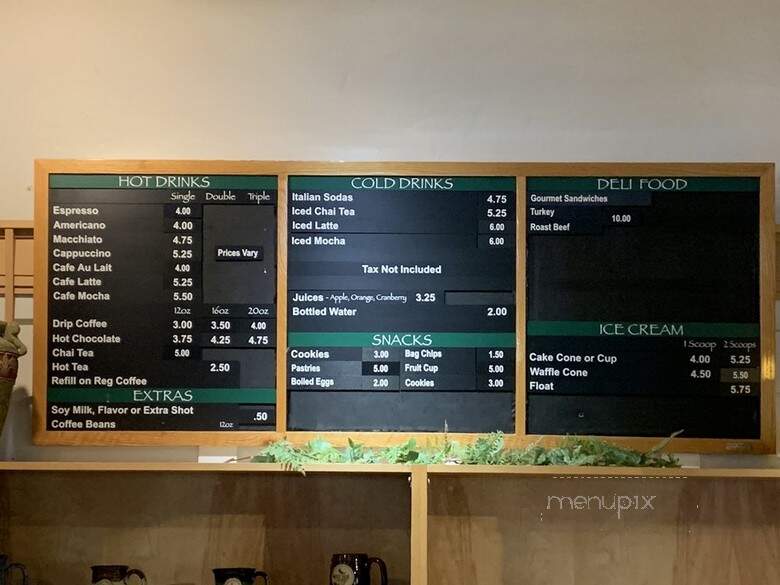 HOT DRINKS
Single Double Triple
Espresso 4.00
Americano 4.00
Macchiato 4.75
Cappuccino 5.25
Prices Vary
Cafe Au Lait 4.00
Cafe Latte 5.25
Cafe Mocha 5.50
12oz 16oz 20oz
Drip Coffee 3.00 3.50 4.00
Hot Chocolate 3.75 4.25 4.75
Chai Tea 5.00
Hot Tea 2.50
Refill on Reg Coffee
EXTRAS
Soy Milk, Flavor or Extra Shot .50
Coffee Beans 12oz
COLD DRINKS
Italian Sodas 4.75
Iced Chai Tea 5.25
Iced Latte 6.00
Iced Mocha 6.00
Tax Not Included
Juices - Apple, Orange, Cranberry 3.25
Bottled Water 2.00
SNACKS
Cookies 3.00 Bag Chips 1.50
Pastries 5.00 Fruit Cup 5.00
Boiled Eggs 2.00 Cookies 3.00
DELI FOOD
Gourmet Sandwiches
Turkey
10.00
Roast Beef
ICE CREAM
1 Scoop 2 Scoops
Cake Cone or Cup 4.00 5.25
Waffle Cone 4.50 5.50
Float 5.75
menupix